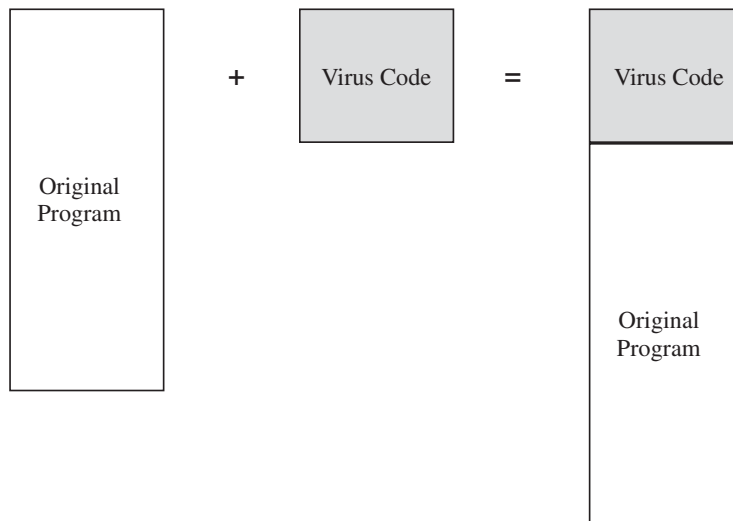 Virus Code
+
=
Virus Code
Original
Program
Original
Program